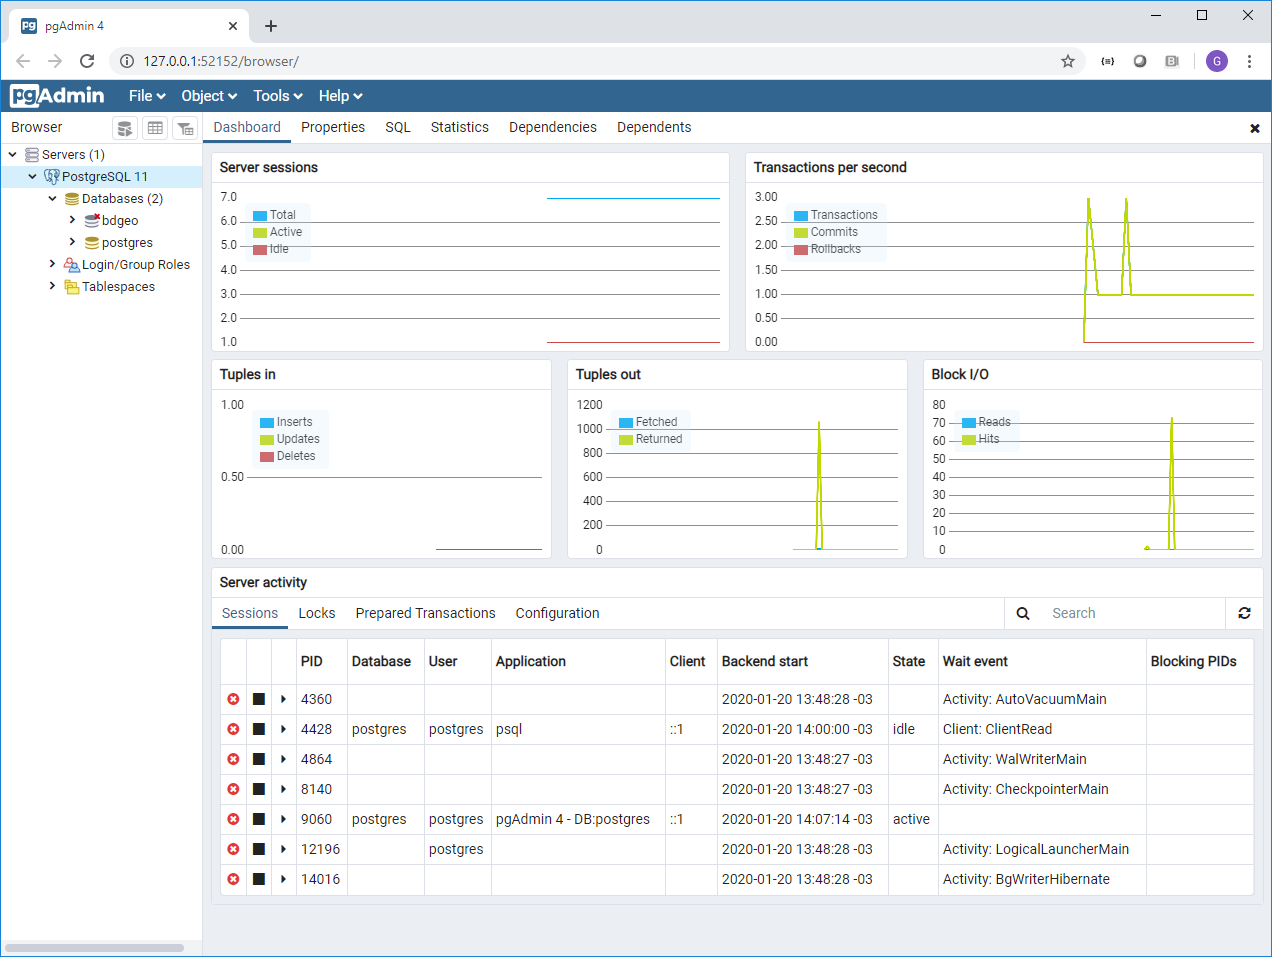 pg pgAdmin 4
127.0.0.1:52152/browser/
G
pgAdmin File Object Tools Help
Browser Dashboard Properties SQL Statistics Dependencies Dependents
Servers (1)
PostgreSQL 11
Databases (2)
bdgeo
postgres
Login/Group Roles
Tablespaces
Server sessions
7.0
6.0
5.0
4.0
3.0
2.0
1.0
Total
Active
Idle
Transactions per second
3.00
2.50
2.00
1.50
1.00
0.50
0.00
Transactions
Commits
Rollbacks
Tuples in
1.00
0.50
0.00
Inserts
Updates
Deletes
Tuples out
1200
1000
800
600
400
200
0
Fetched
Returned
Block I/O
80
70
60
50
40
30
20
10
0
Reads
Hits
Server activity
Sessions Locks Prepared Transactions Configuration Search
PID Database User Application Client Backend start State Wait event Blocking PIDs
4360 2020-01-20 13:48:28 -03 Activity: AutoVacuumMain
4428 postgres postgres psql ::1 2020-01-20 14:00:00 -03 idle Client: ClientRead
4864 2020-01-20 13:48:27 -03 Activity: WalWriterMain
8140 2020-01-20 13:48:27 -03 Activity: CheckpointerMain
9060 postgres postgres pgAdmin 4 - DB:postgres ::1 2020-01-20 14:07:14 -03 active
12196 postgres 2020-01-20 13:48:28 -03 Activity: LogicalLauncherMain
14016 2020-01-20 13:48:28 -03 Activity: BgWriterHibernate